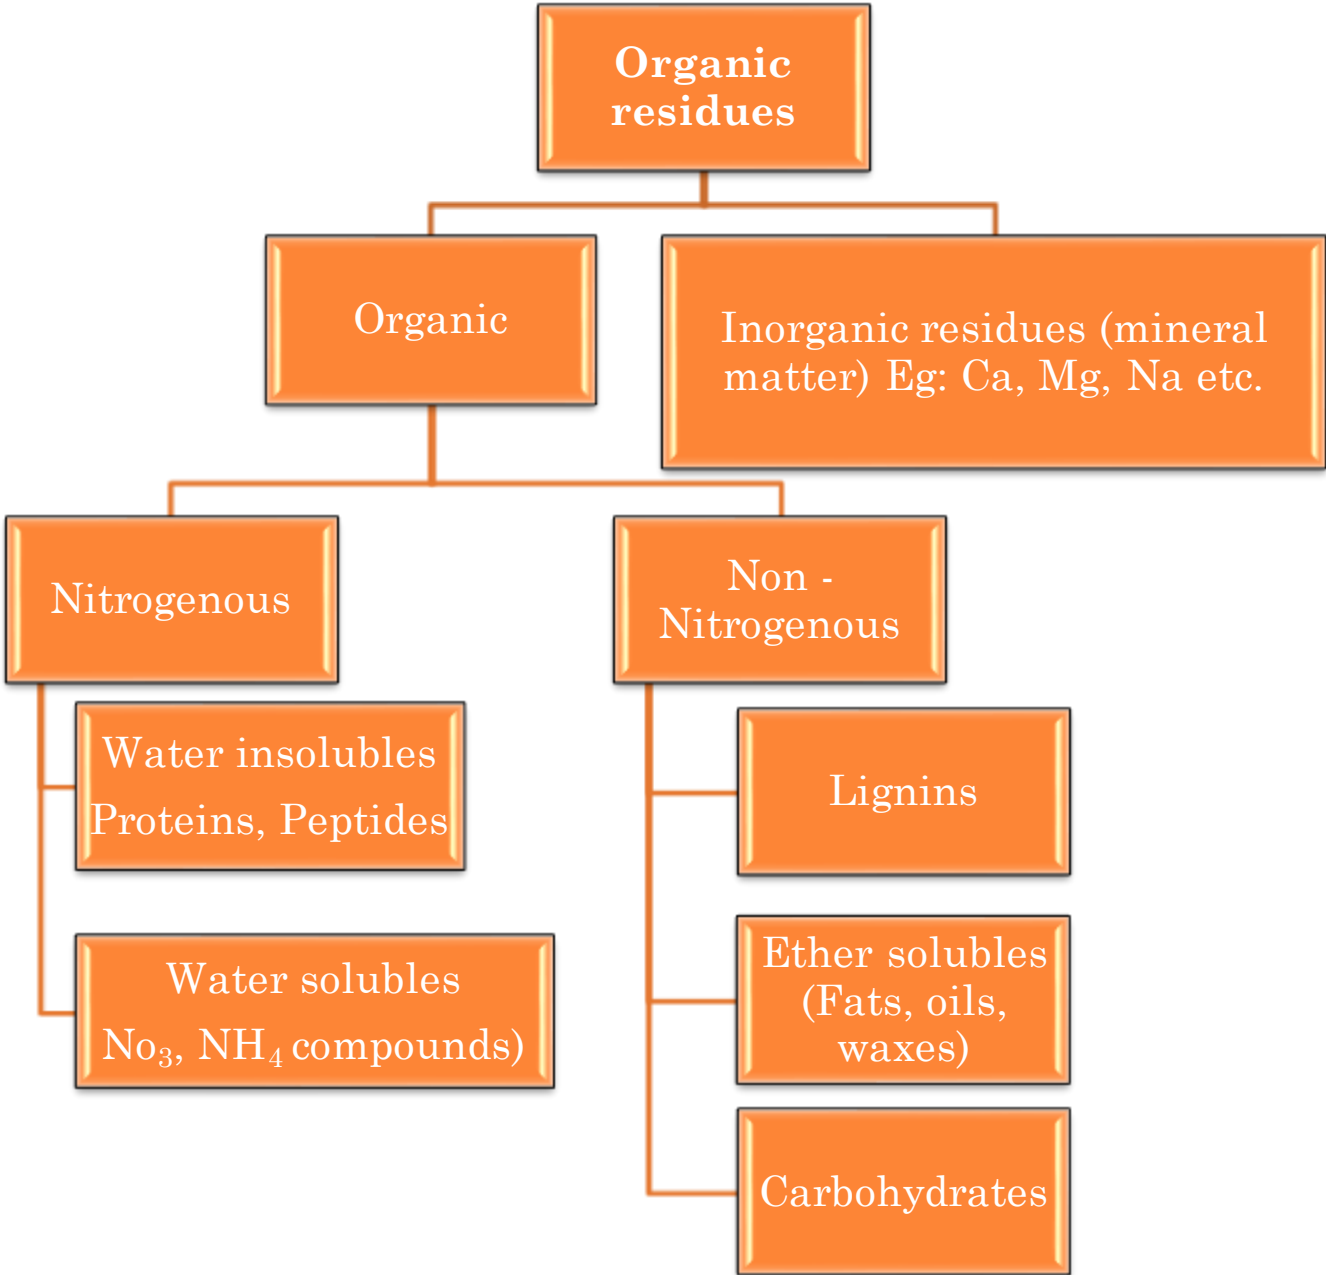 Organic
residues
Organic
Inorganic residues (mineral
matter) Eg: Ca, Mg, Na etc.
Nitrogenous
Non -
Nitrogenous
Water insolubles
Proteins, Peptides
Lignins
Water solubles
No₃, NH₄ compounds)
Ether solubles
(Fats, oils,
waxes)
Carbohydrates